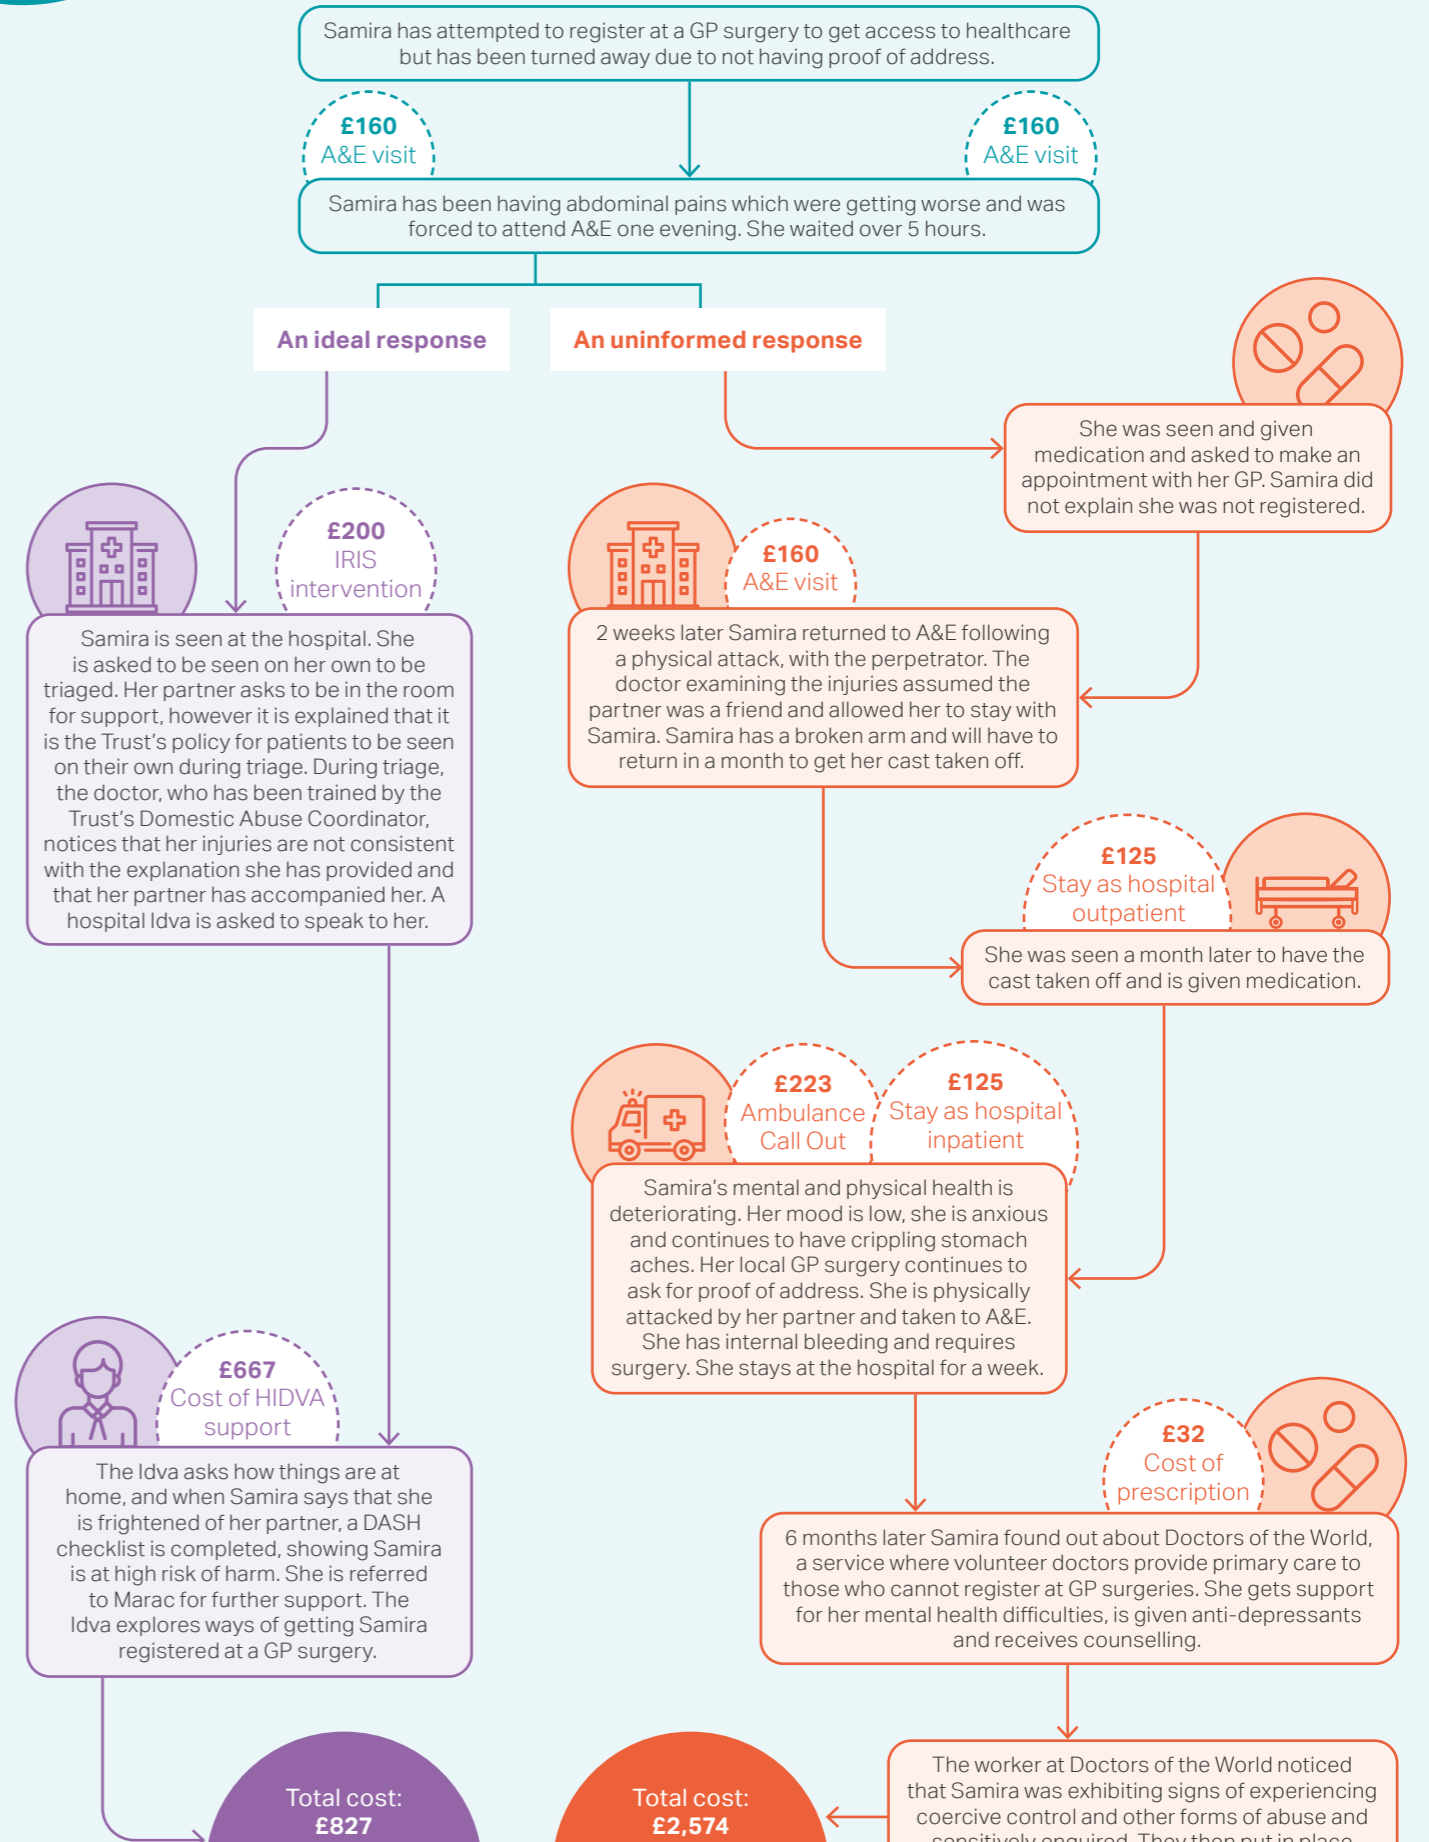 Samira has attempted to register at a GP surgery to get access to healthcare
but has been turned away due to not having proof of address.
£160
A&E visit
£160
A&E visit
Samira has been having abdominal pains which were getting worse and was
forced to attend A&E one evening. She waited over 5 hours.
An ideal response
An uninformed response
She was seen and given
medication and asked to make an
appointment with her GP. Samira did
not explain she was not registered.
£200
IRIS
intervention
Samira is seen at the hospital. She
is asked to be seen on her own to be
triaged. Her partner asks to be in the room
for support, however it is explained that it
is the Trust's policy for patients to be seen
on their own during triage. During triage,
the doctor, who has been trained by the
Trust's Domestic Abuse Coordinator,
notices that her injuries are not consistent
with the explanation she has provided and
that her partner has accompanied her. A
hospital Idva is asked to speak to her.
£160
A&E visit
2 weeks later Samira returned to A&E following
a physical attack, with the perpetrator. The
doctor examining the injuries assumed the
partner was a friend and allowed her to stay with
Samira. Samira has a broken arm and will have to
return in a month to get her cast taken off.
£125
Stay as hospital
outpatient
She was seen a month later to have the
cast taken off and is given medication.
£223
Ambulance
Call Out
£125
Stay as hospital
inpatient
Samira's mental and physical health is
deteriorating. Her mood is low, she is anxious
and continues to have crippling stomach
aches. Her local GP surgery continues to
ask for proof of address. She is physically
attacked by her partner and taken to A&E.
She has internal bleeding and requires
surgery. She stays at the hospital for a week.
£667
Cost of HIDVA
support
The Idva asks how things are at
home, and when Samira says that she
is frightened of her partner, a DASH
checklist is completed, showing Samira
is at high risk of harm. She is referred
to Marac for further support. The
Idva explores ways of getting Samira
registered at a GP surgery.
£32
Cost of
prescription
6 months later Samira found out about Doctors of the World,
a service where volunteer doctors provide primary care to
those who cannot register at GP surgeries. She gets support
for her mental health difficulties, is given anti-depressants
and receives counselling.
Total cost:
£827
Total cost:
£2,574
The worker at Doctors of the World noticed
that Samira was exhibiting signs of experiencing
coercive control and other forms of abuse and
sensitively enquired. They then put in place